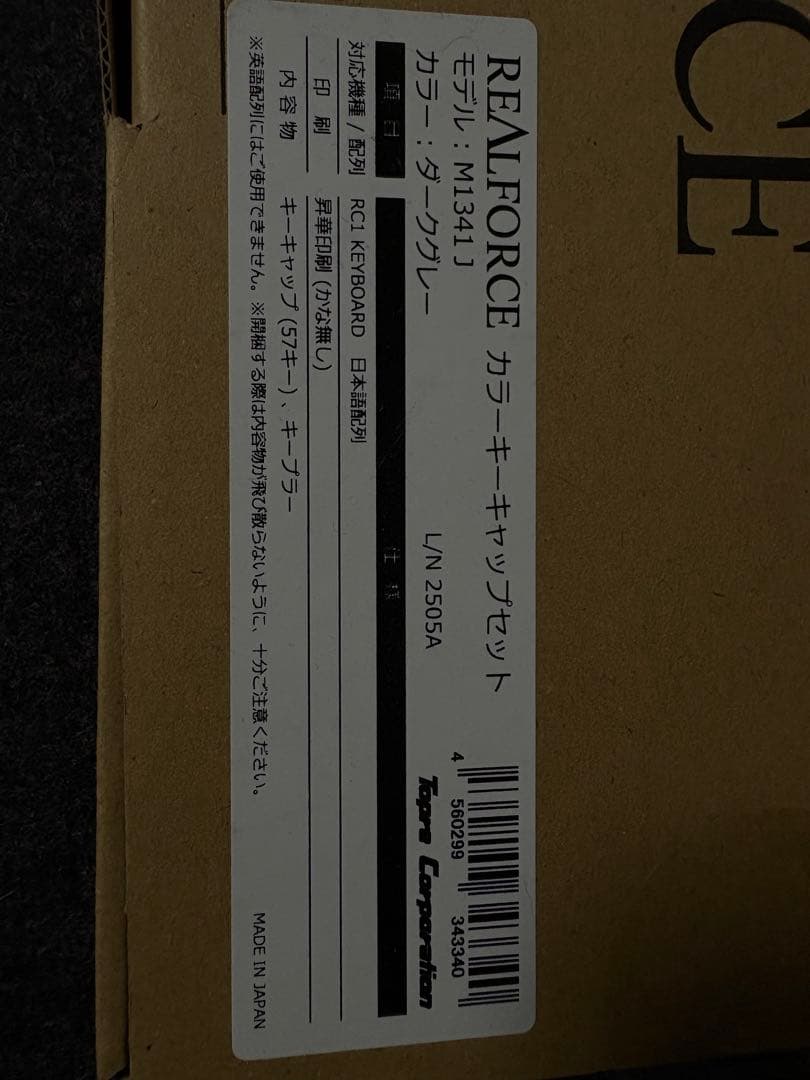 CE
REALFORCE カラーキーキャップセット
モデル：M1341J
カラー：ダークグレー L/N 2505A
4 560299 343340
Topre Corporation
項目 仕様
対応機種 / 配列 RC1 KEYBOARD 日本語配列
印刷 昇華印刷 (かな無し)
内容物 キーキャップ (57キー)、キープラー
※英語配列にはご使用できません。※開梱する際は内容物が飛び散らないように、十分ご注意ください。
MADE IN JAPAN